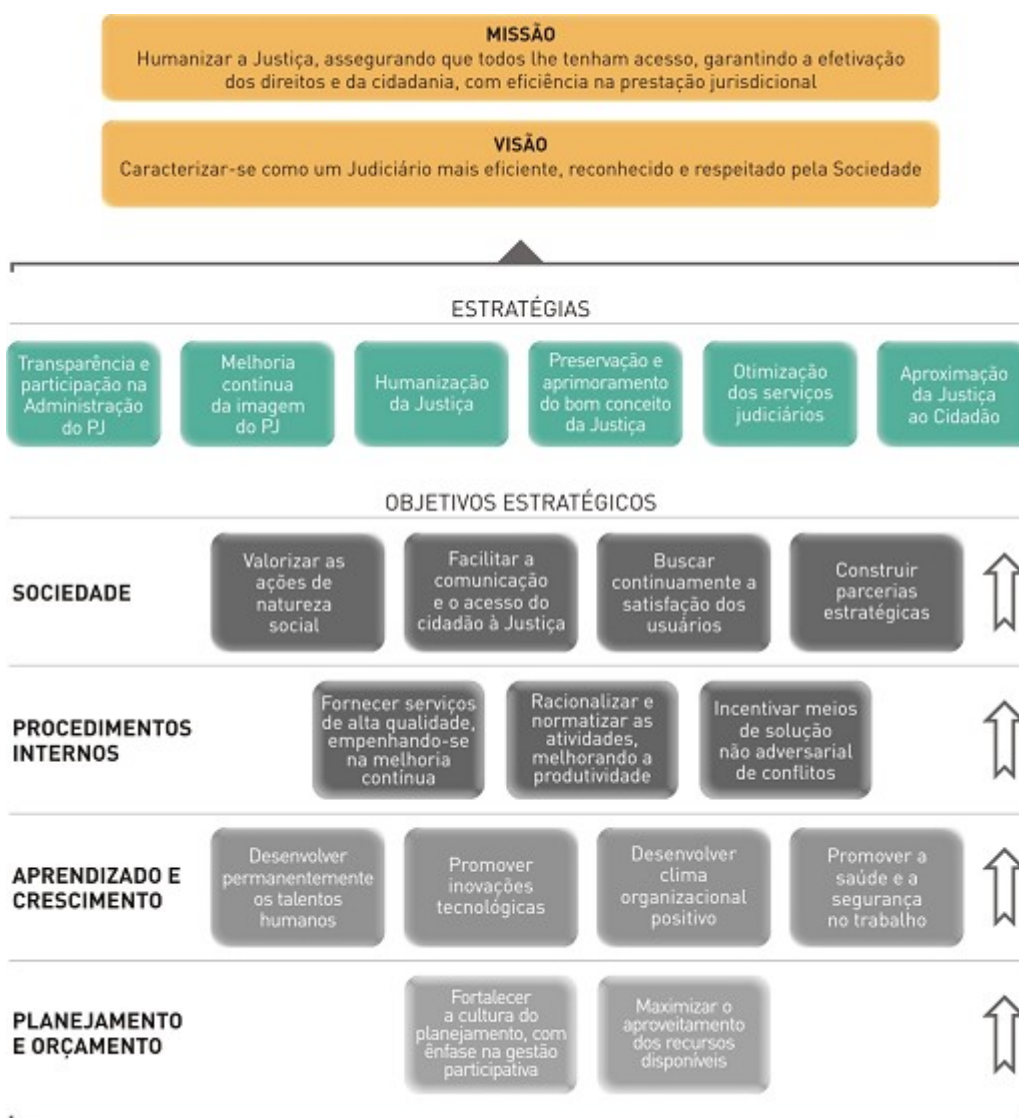 MISSÃO
Humanizar a Justiça, assegurando que todos lhe tenham acesso, garantindo a efetivação
dos direitos e da cidadania, com eficiência na prestação jurisdicional
VISÃO
Caracterizar-se como um Judiciário mais eficiente, reconhecido e respeitado pela Sociedade
ESTRATÉGIAS
Transparência e
participação na
Administração
do PJ
Melhoria
contínua
da imagem
do PJ
Humanização
da Justiça
Preservação e
aprimoramento
do bom conceito
da Justiça
Otimização
dos serviços
judiciários
Aproximação
da Justiça
ao Cidadão
OBJETIVOS ESTRATÉGICOS
SOCIEDADE
Valorizar as
ações de
natureza
social
Facilitar a
comunicação
e o acesso do
cidadão à Justiça
Buscar
continuamente a
satisfação dos
usuários
Construir
parcerias
estratégicas
PROCEDIMENTOS
INTERNOS
Fornecer serviços
de alta qualidade,
empenhando-se
na melhoria
contínua
Racionalizar e
normatizar as
atividades,
melhorando a
produtividade
Incentivar meios
de solução
não adversarial
de conflitos
APRENDIZADO E
CRESCIMENTO
Desenvolver
permanentemente
os talentos
humanos
Promover
inovações
tecnológicas
Desenvolver
clima
organizacional
positivo
Promover a
saúde e a
segurança
no trabalho
PLANEJAMENTO
E ORÇAMENTO
Fortalecer
a cultura do
planejamento, com
ênfase na gestão
participativa
Maximizar o
aproveitamento
dos recursos
disponíveis